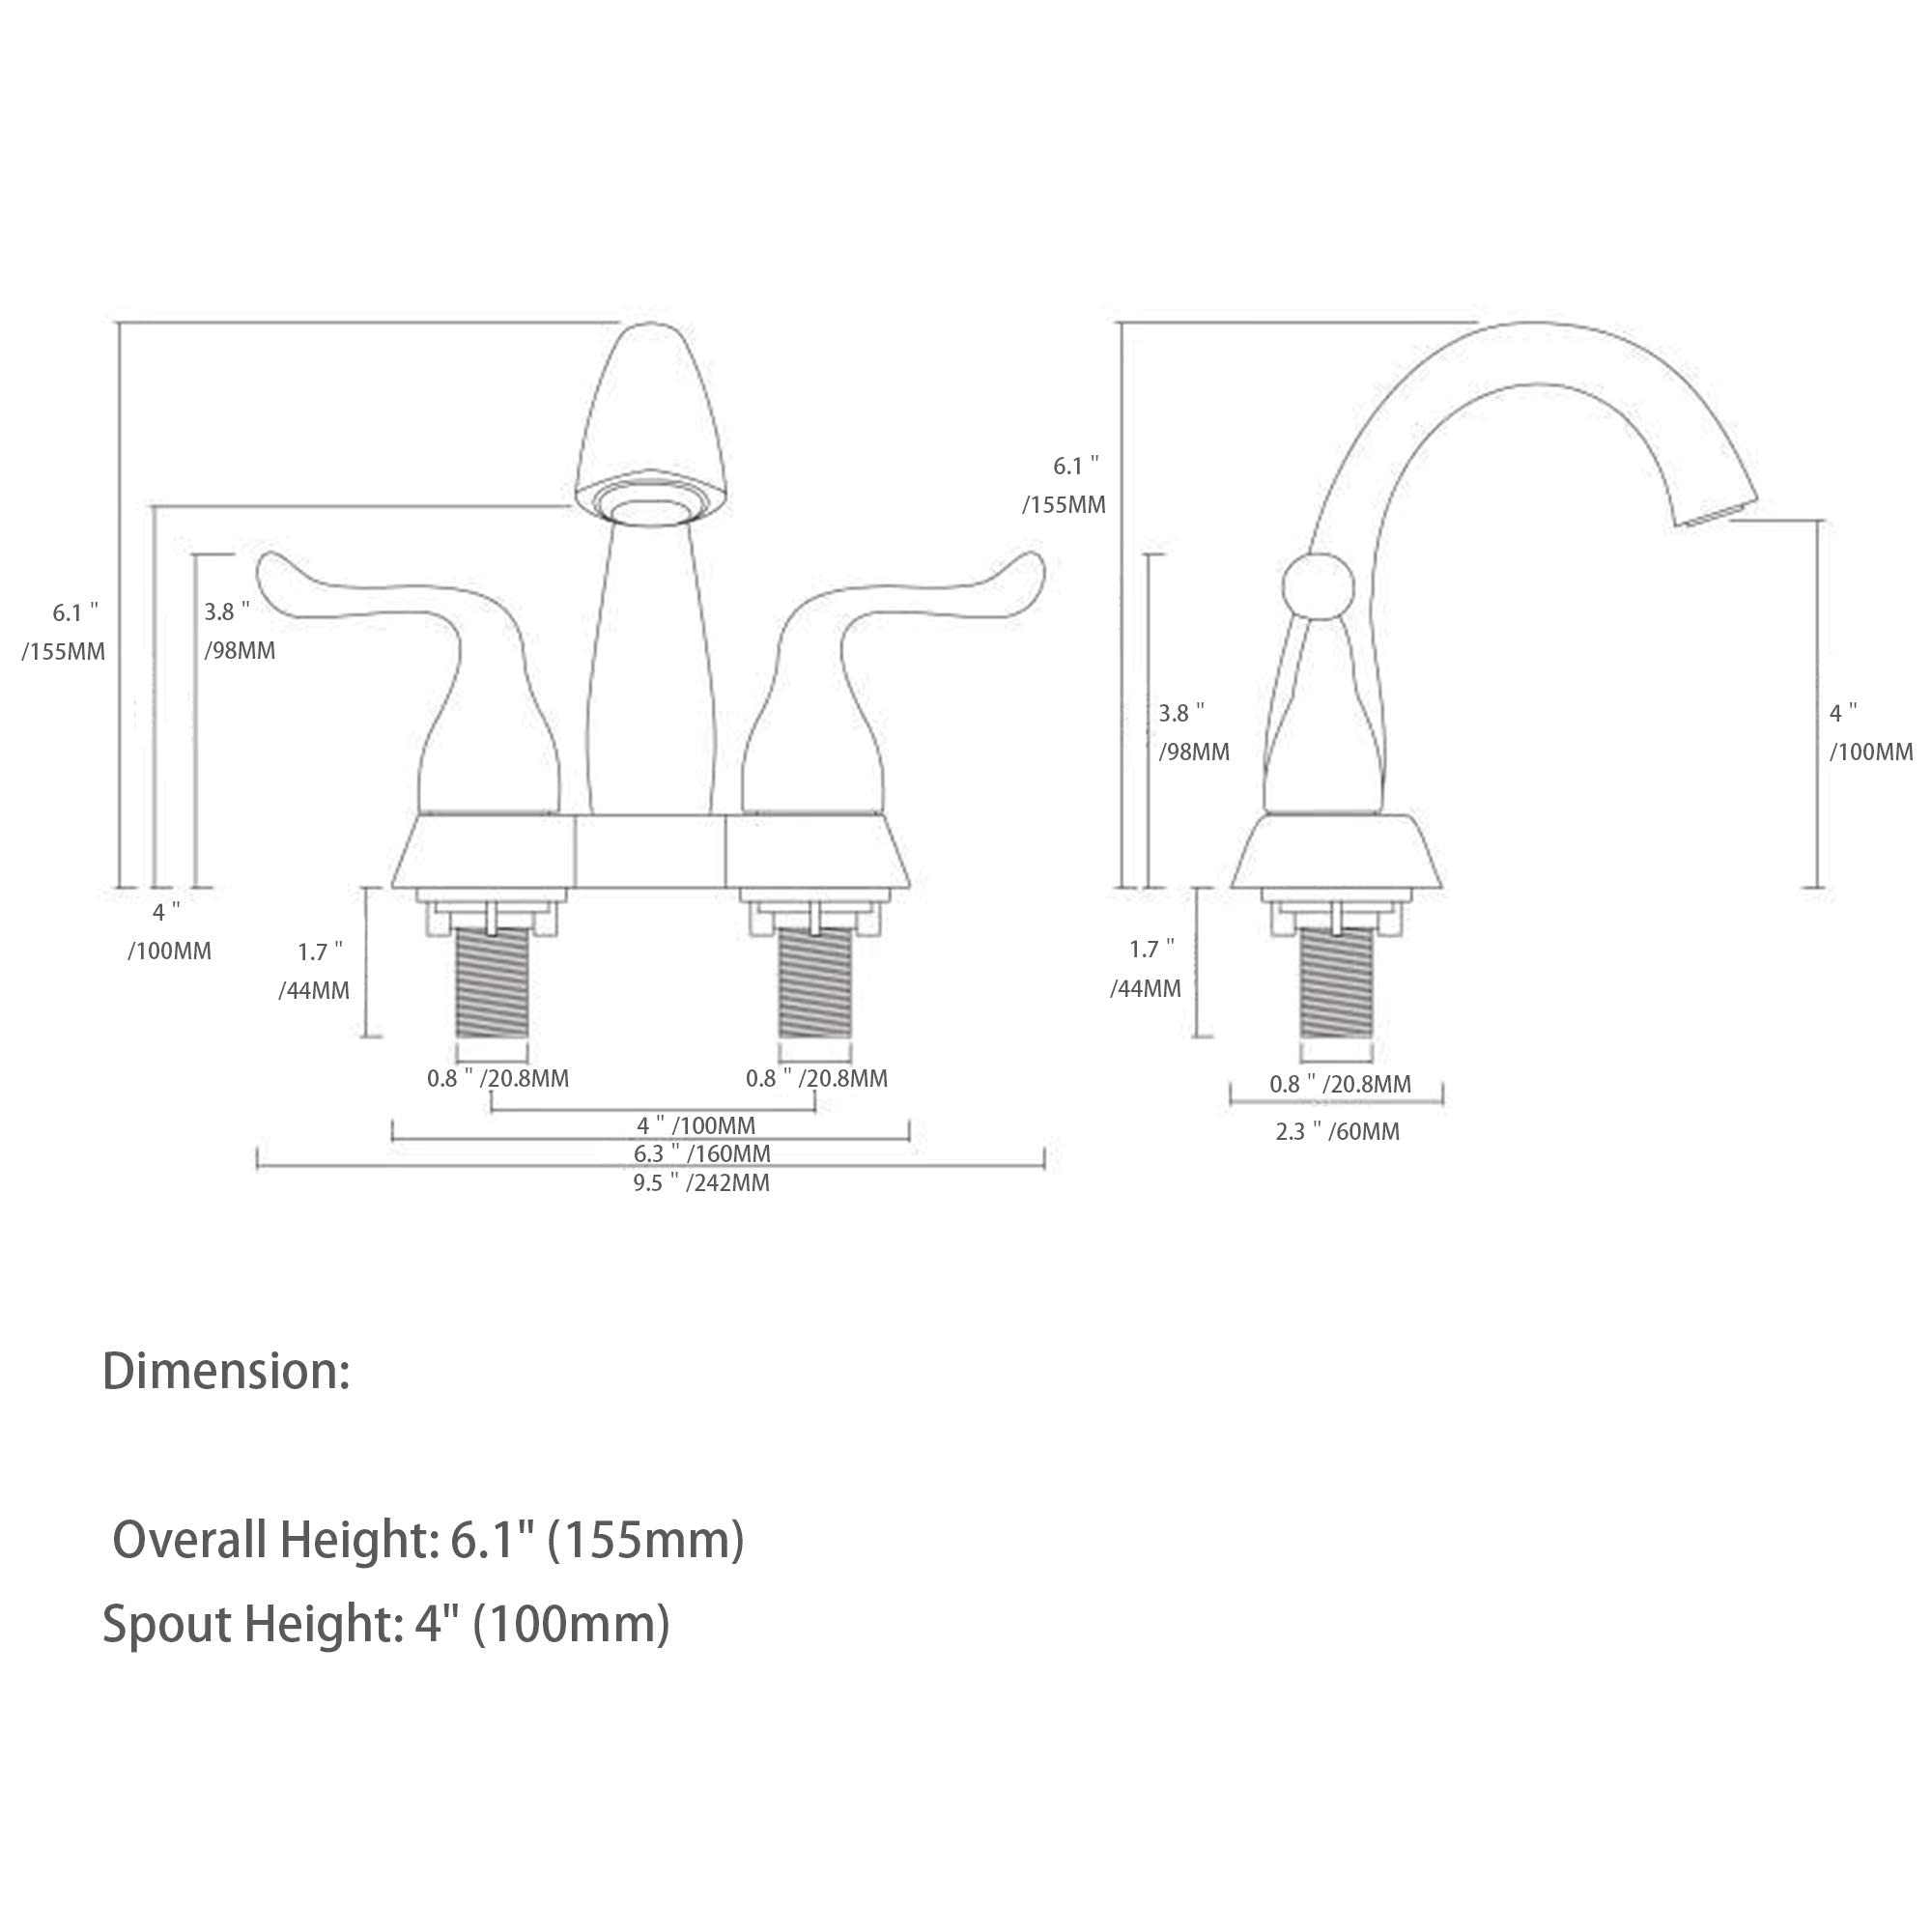 6.1 "
/155MM
3.8 "
/98MM
4 "
/100MM
1.7 "
/44MM
0.8 " /20.8MM
0.8 " /20.8MM
4 " /100MM
6.3 " /160MM
9.5 " /242MM
6.1 "
/155MM
3.8 "
/98MM
4 "
/100MM
1.7 "
/44MM
0.8 " /20.8MM
2.3 " /60MM
Dimension:
Overall Height: 6.1" (155mm)
Spout Height: 4" (100mm)